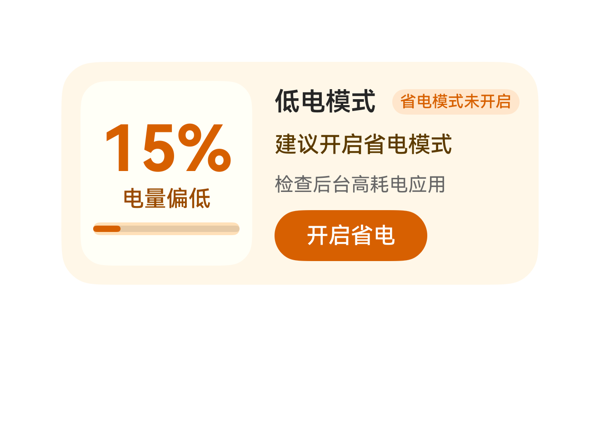 15%
电量偏低
低电模式
省电模式未开启
建议开启省电模式
检查后台高耗电应用
开启省电